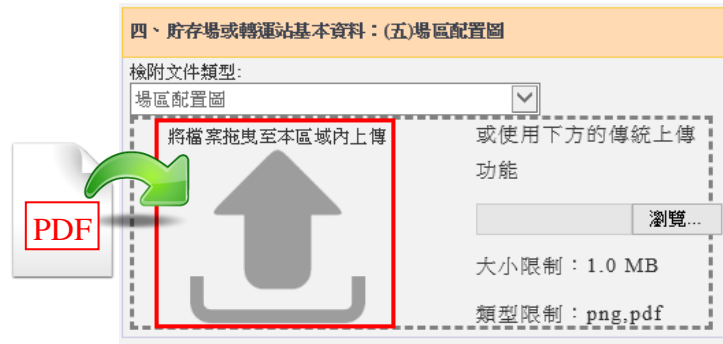 四、貯存場或轉運站基本資料：(五)場區配置圖
檢附文件類型:
場區配置圖
將檔案拖曳至本區域內上傳
或使用下方的傳統上傳
功能
瀏覽...
PDF
大小限制：1.0 MB
類型限制：png,pdf